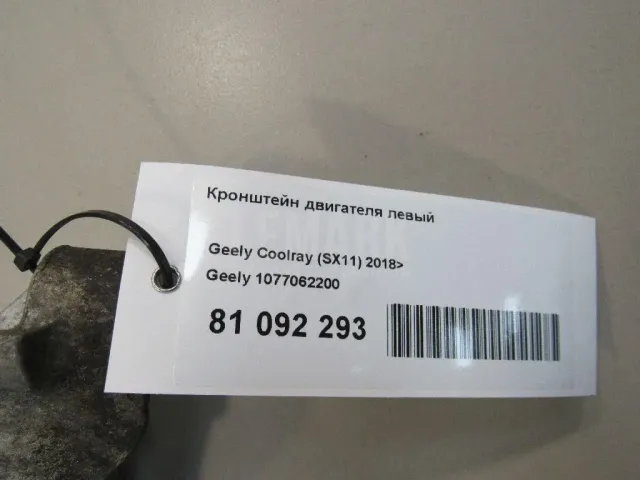 Кронштейн двигателя левый
Geely Coolray (SX11) 2018>
Geely 1077062200
81 092 293